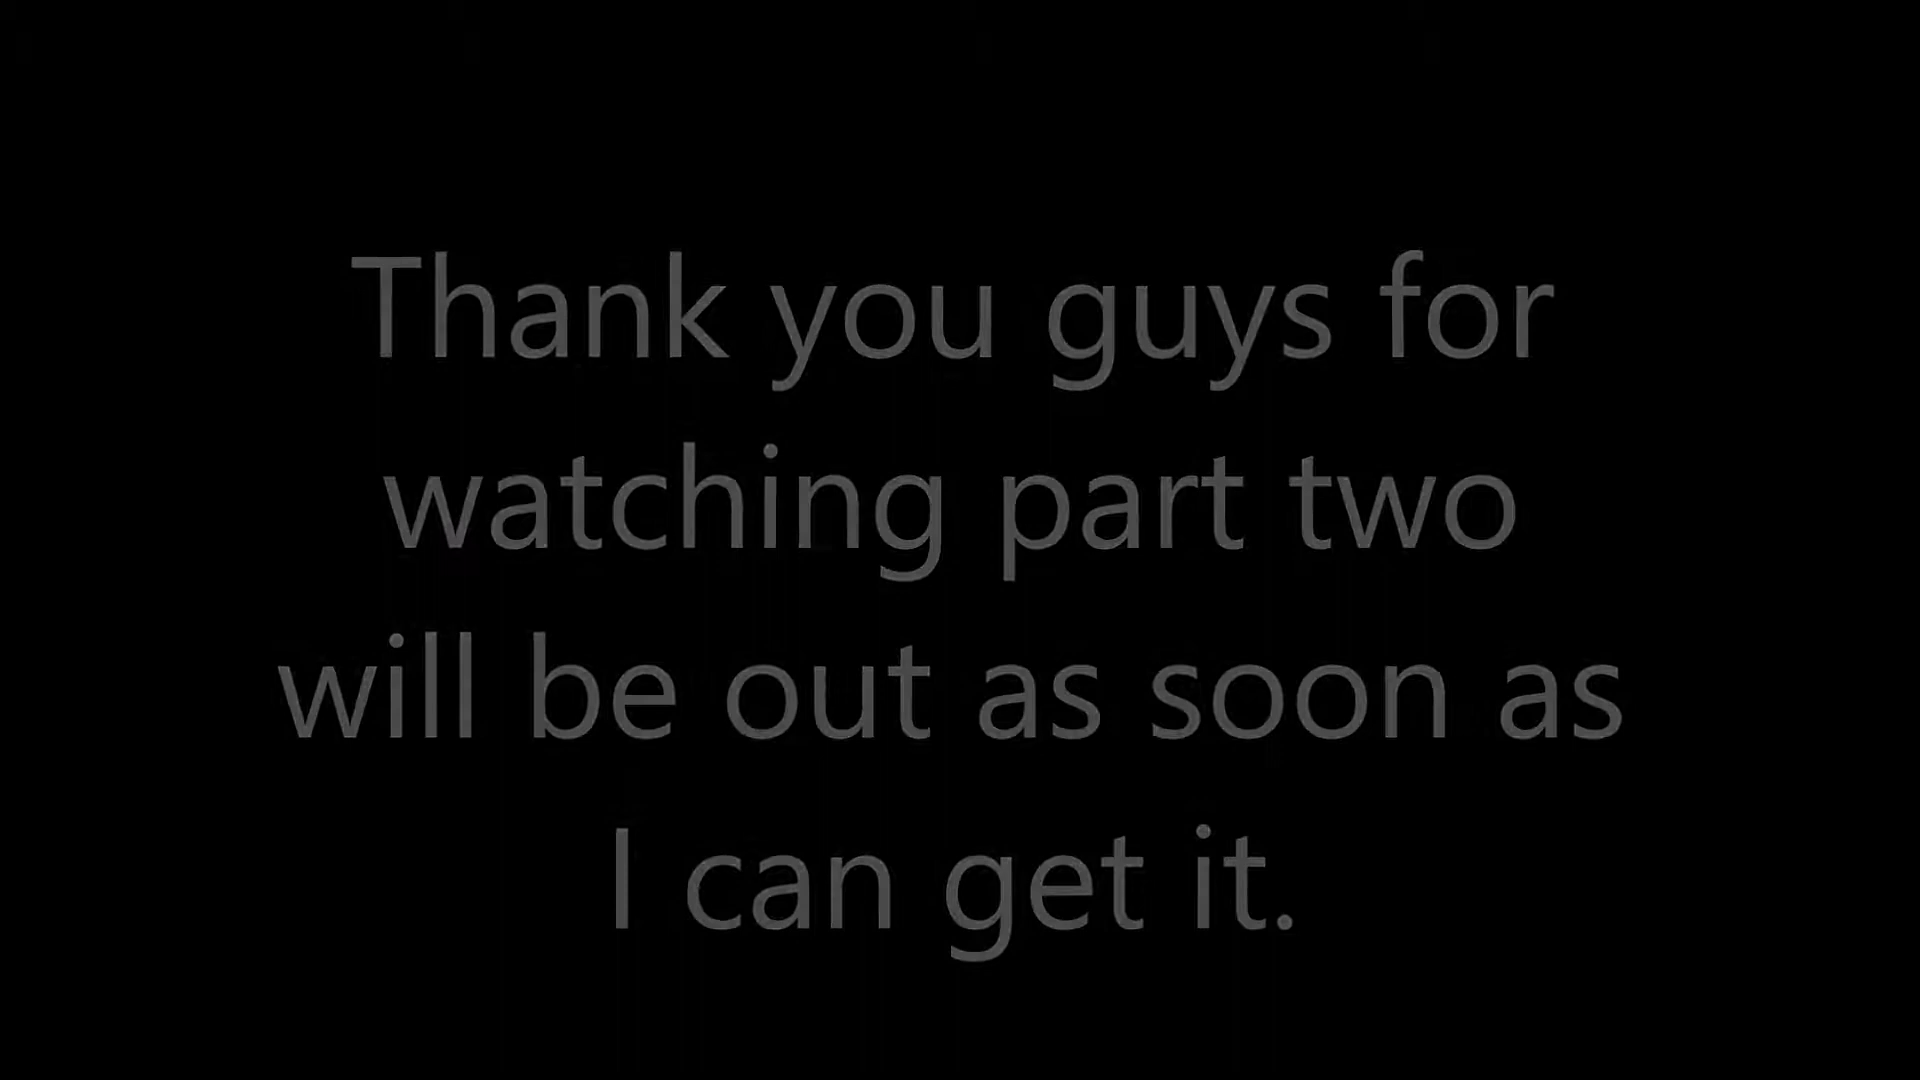 Thank you guys for
watching part two
will be out as soon as
I can get it.